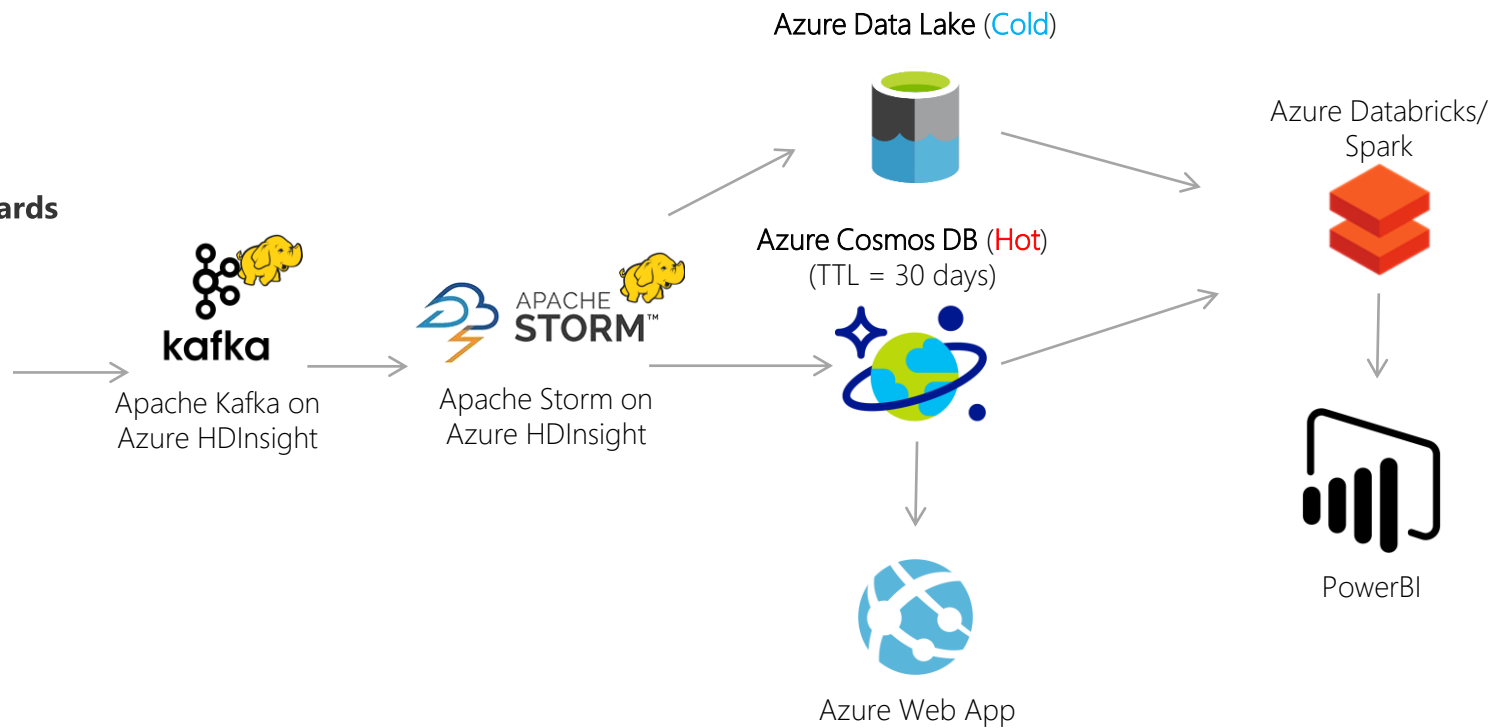 Azure Data Lake (Cold)
Azure Databricks/
Spark
Azure Cosmos DB (Hot)
(TTL = 30 days)
kafka
Apache Kafka on
Azure HDInsight
APACHE
STORM™
Apache Storm on
Azure HDInsight
PowerBI
Azure Web App